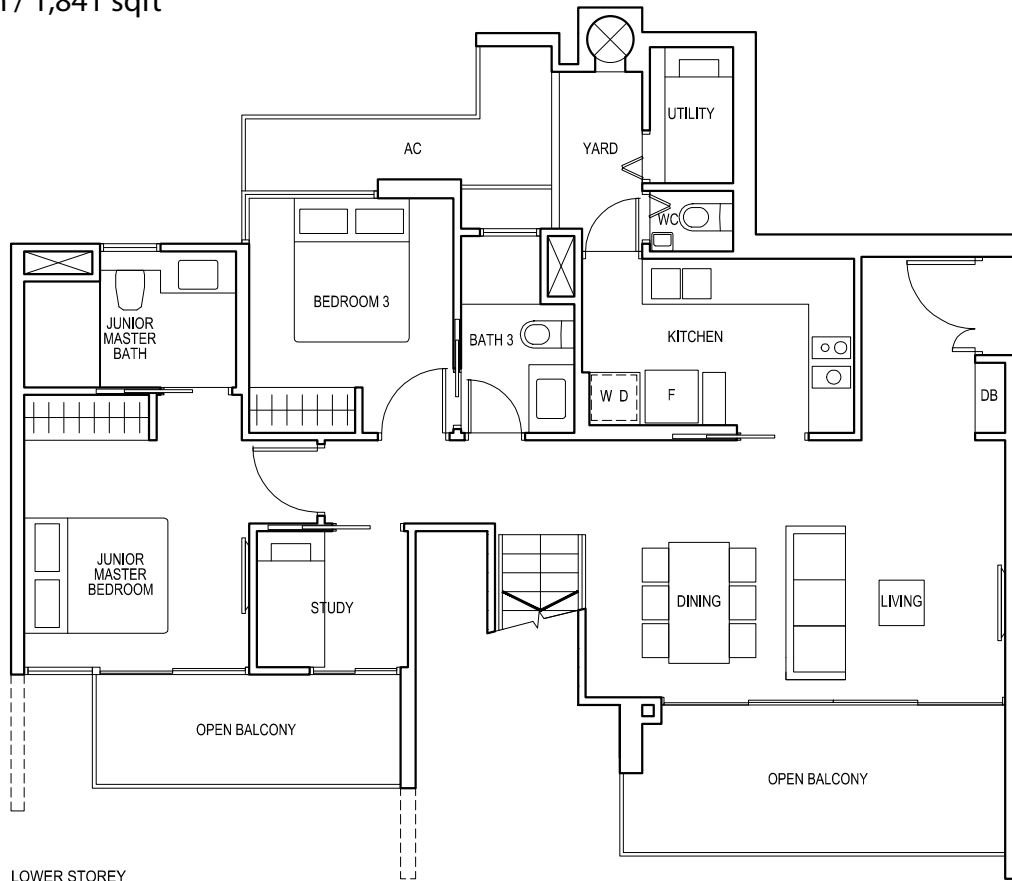 / 1,841 sqft
UTILITY
AC
YARD
WC
BEDROOM 3
JUNIOR
MASTER
BATH
BATH 3
KITCHEN
W D
F
DB
JUNIOR
MASTER
BEDROOM
STUDY
DINING
LIVING
OPEN BALCONY
OPEN BALCONY
LOWER STOREY